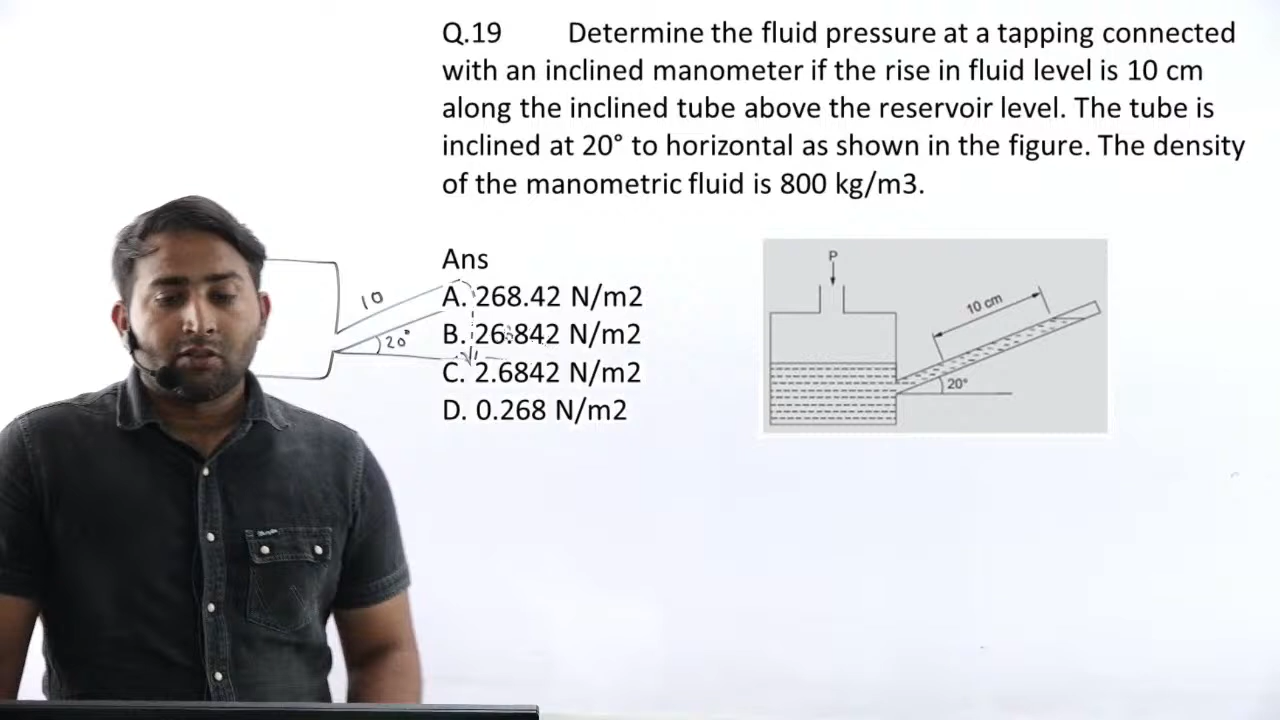 Q.19 Determine the fluid pressure at a tapping connected
with an inclined manometer if the rise in fluid level is 10 cm
along the inclined tube above the reservoir level. The tube is
inclined at 20° to horizontal as shown in the figure. The density
of the manometric fluid is 800 kg/m3.
Ans
A. 268.42 N/m2
B. 26.842 N/m2
C. 2.6842 N/m2
D. 0.268 N/m2
10
20°
P
10 cm
20°